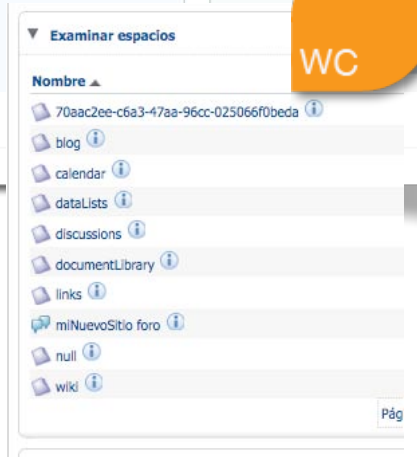 Examinar espacios
WC
Nombre
70aac2ee-c6a3-47aa-96cc-025066f0beda
blog
calendar
dataLists
discussions
documentLibrary
links
miNuevoSitio foro
null
wiki
Pág